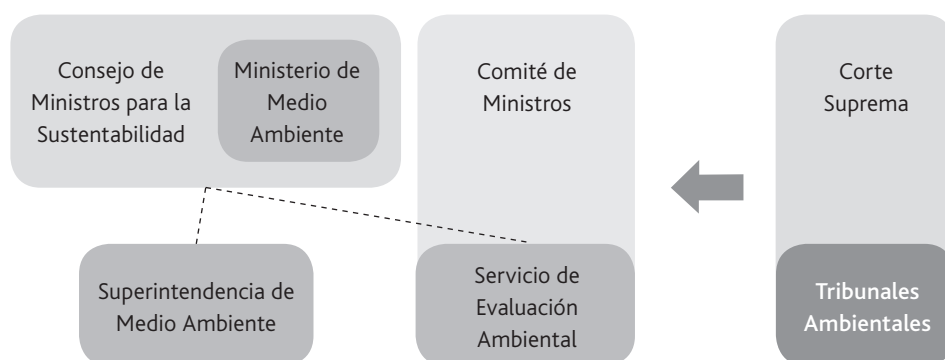 Consejo de
Ministros para la
Sustentabilidad
Ministerio de
Medio
Ambiente
Comité de
Ministros
Corte
Suprema
Superintendencia de
Medio Ambiente
Servicio de
Evaluación
Ambiental
Tribunales
Ambientales